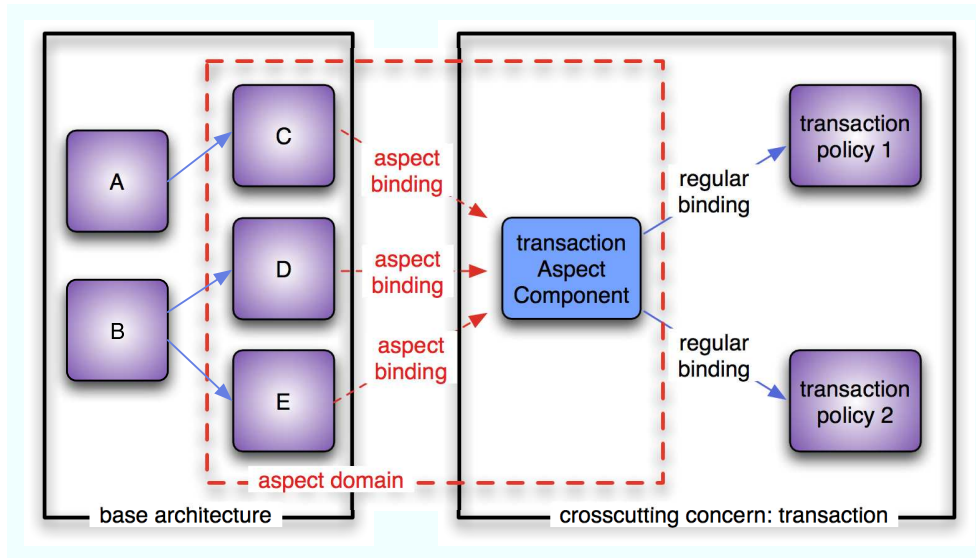 A
B
C
D
E
aspect
binding
aspect
binding
aspect
binding
transaction
Aspect
Component
regular
binding
regular
binding
transaction
policy 1
transaction
policy 2
aspect domain
base architecture
crosscutting concern: transaction